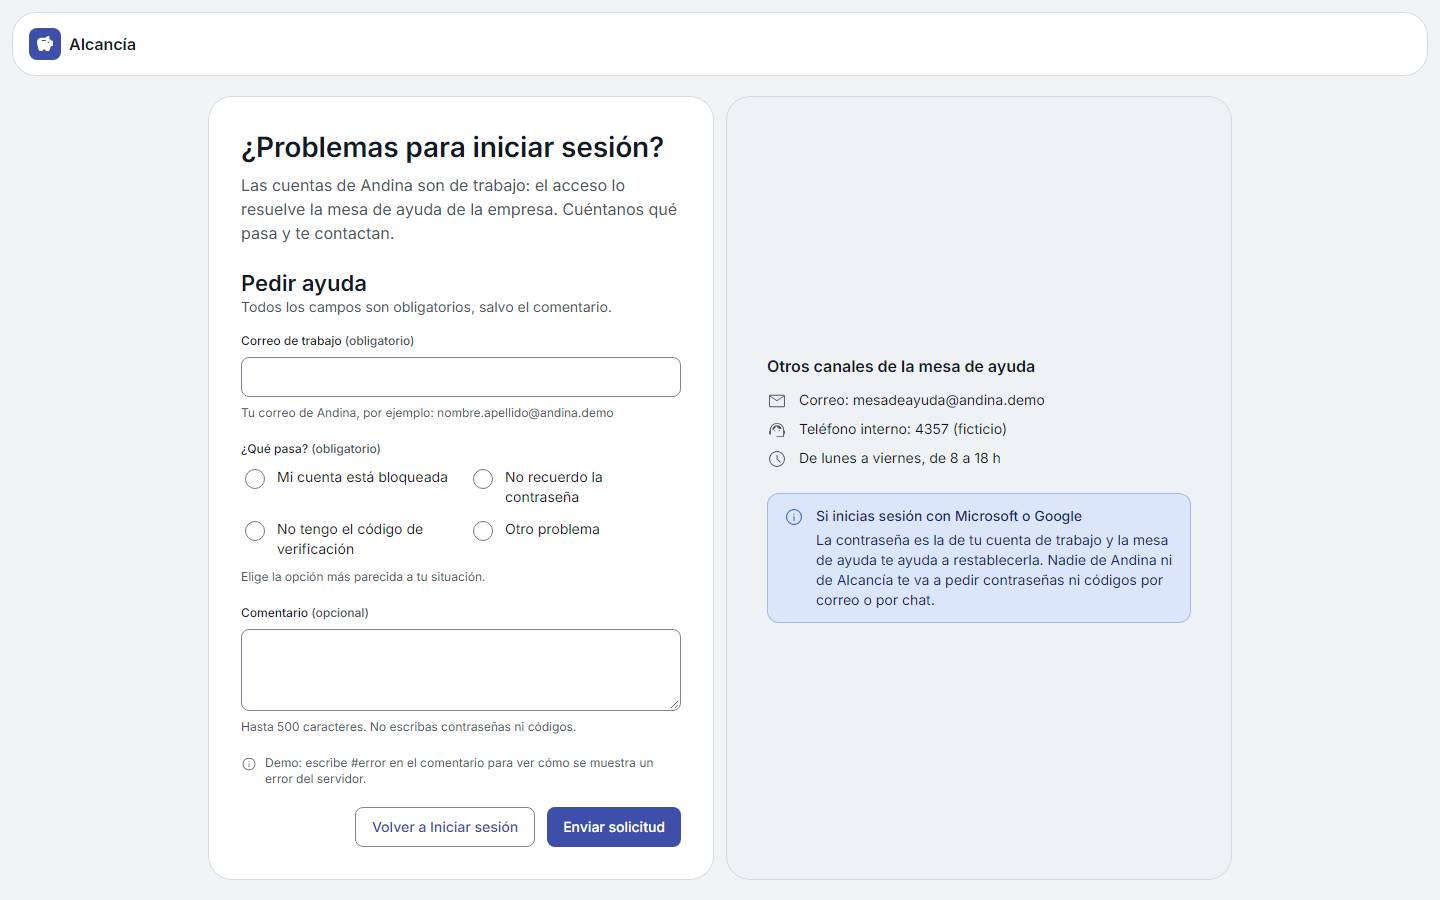 Alcancía
¿Problemas para iniciar sesión?
Las cuentas de Andina son de trabajo: el acceso lo
resuelve la mesa de ayuda de la empresa. Cuéntanos qué
pasa y te contactan.
Pedir ayuda
Todos los campos son obligatorios, salvo el comentario.
Correo de trabajo (obligatorio)
Tu correo de Andina, por ejemplo: nombre.apellido@andina.demo
¿Qué pasa? (obligatorio)
Mi cuenta está bloqueada
No recuerdo la
contraseña
No tengo el código de
verificación
Otro problema
Elige la opción más parecida a tu situación.
Comentario (opcional)
Hasta 500 caracteres. No escribas contraseñas ni códigos.
Demo: escribe #error en el comentario para ver cómo se muestra un
error del servidor.
Volver a Iniciar sesión
Enviar solicitud
Otros canales de la mesa de ayuda
Correo: mesadeayuda@andina.demo
Teléfono interno: 4357 (ficticio)
De lunes a viernes, de 8 a 18 h
Si inicias sesión con Microsoft o Google
La contraseña es la de tu cuenta de trabajo y la mesa
de ayuda te ayuda a restablecerla. Nadie de Andina ni
de Alcancía te va a pedir contraseñas ni códigos por
correo o por chat.